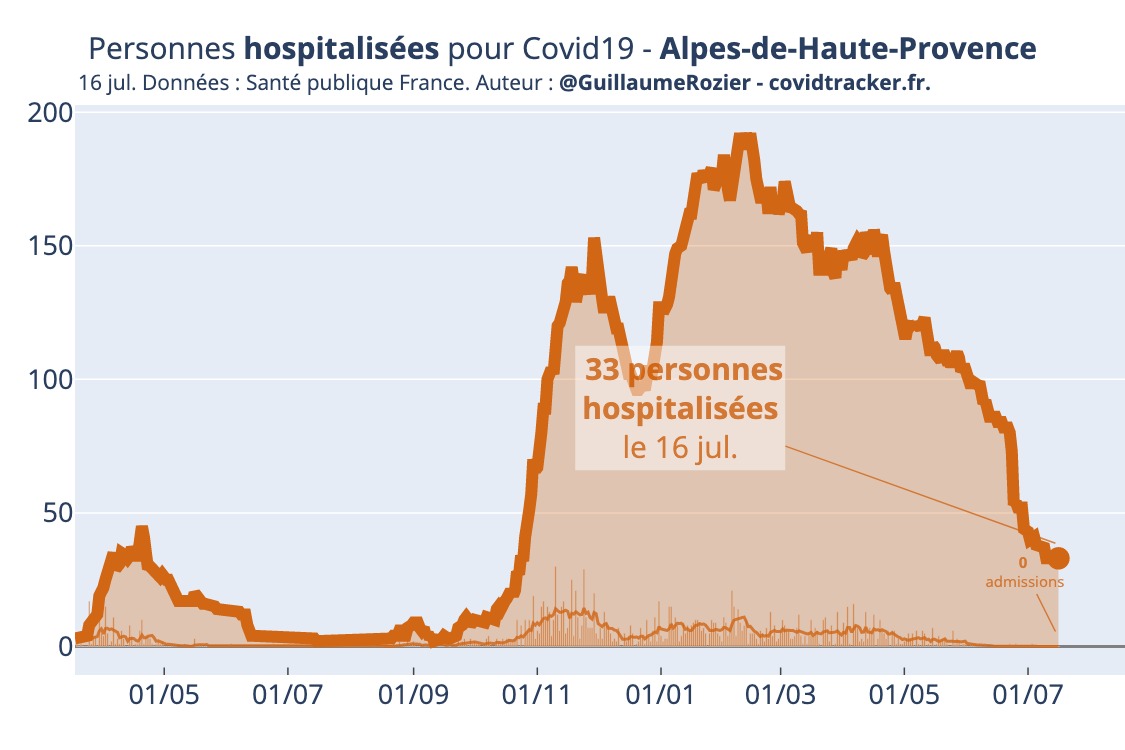 Personnes hospitalisées pour Covid19 - Alpes-de-Haute-Provence
16 jul. Données : Santé publique France. Auteur : @GuillaumeRozier - covidtracker.fr.
200
150
100
50
0
33 personnes
hospitalisées
le 16 jul.
0
admissions
01/05 01/07 01/09 01/11 01/01 01/03 01/05 01/07